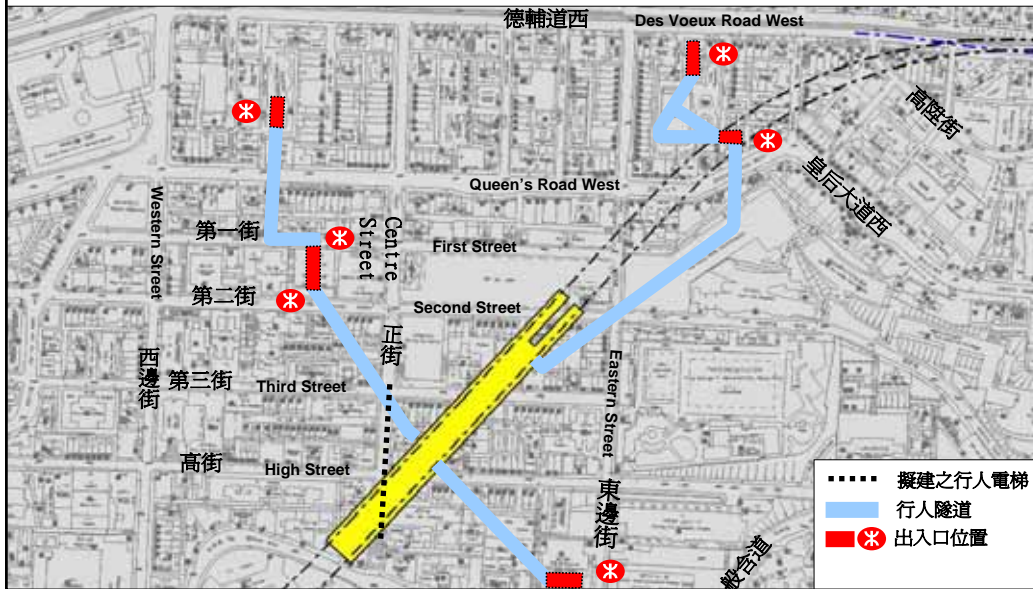 德輔道西
Des Voeux Road West
高陞街
皇后大道西
Queen's Road West
Western Street
第一街
Centre Street
First Street
第二街
Second Street
正街
西邊街
第三街
Third Street
Eastern Street
高街
High Street
東邊街
般含道
擬建之行人電梯
行人隧道
出入口位置